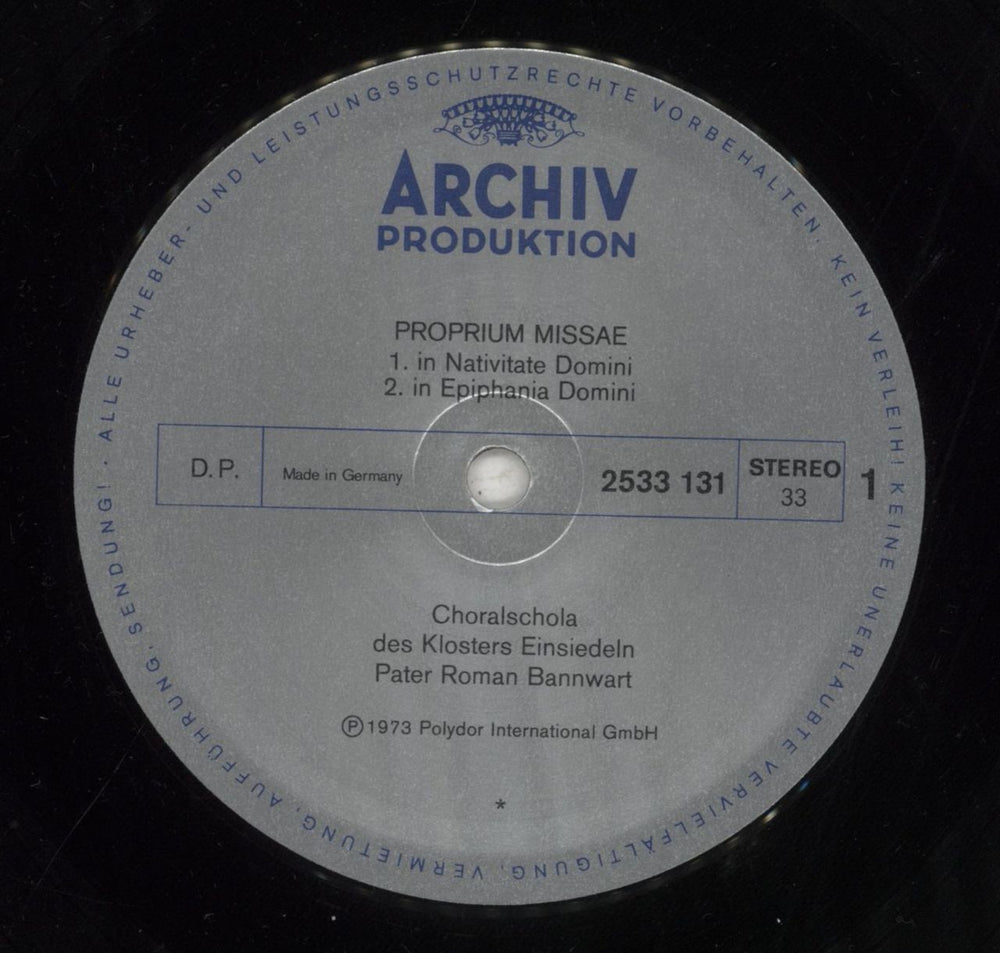 ALLE URHEBER- UND LEISTUNGSSCHUTZRECHTE VORBEHALTEN. KEIN VERLEIH! KEINE UNERLAUBTE VERVIELFÄLTIGUNG, VERMIETUNG, AUFFÜHRUNG, SENDUNG! ·
ARCHIV
PRODUKTION
PROPRIUM MISSAE
1. in Nativitate Domini
2. in Epiphania Domini
D.P. Made in Germany 2533 131 STEREO 33 1
Choralschola
des Klosters Einsiedeln
Pater Roman Bannwart
Ⓟ 1973 Polydor International GmbH
*